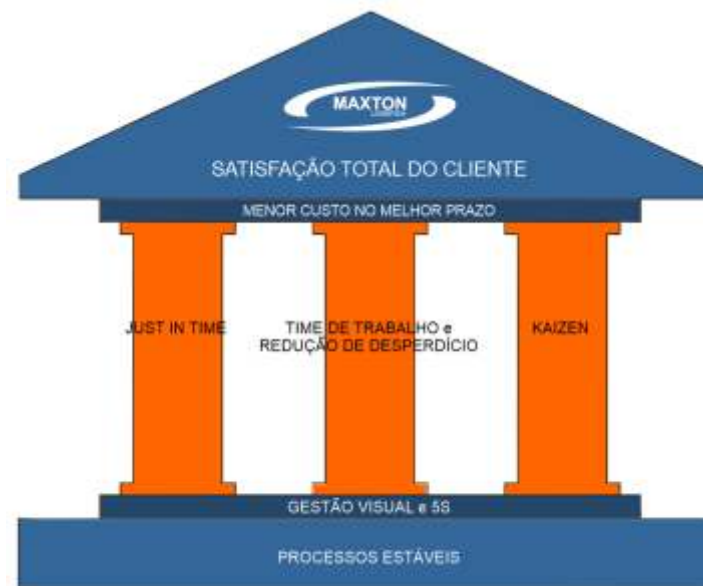 MAXTON
SATISFAÇÃO TOTAL DO CLIENTE
MENOR CUSTO NO MELHOR PRAZO
JUST IN TIME
TIME DE TRABALHO e
REDUÇÃO DE DESPERDÍCIO
KAIZEN
GESTÃO VISUAL e 5S
PROCESSOS ESTÁVEIS